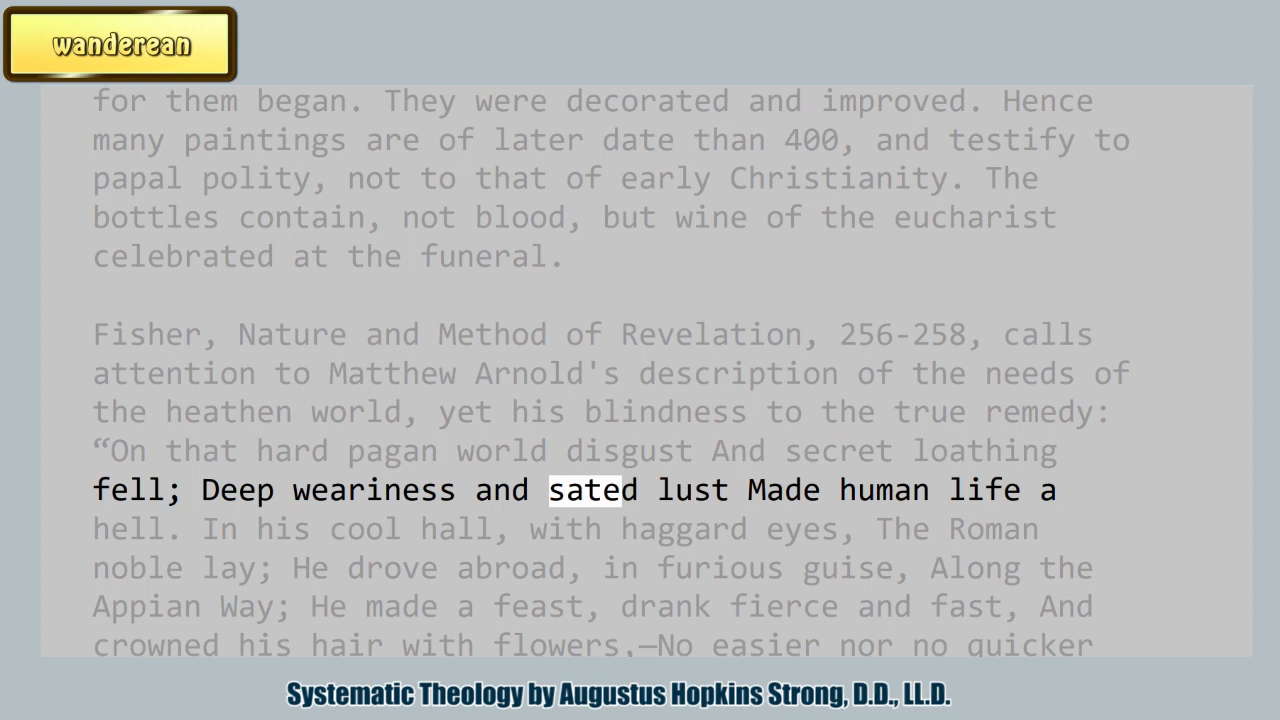 wanderean
for them began. They were decorated and improved. Hence
many paintings are of later date than 400, and testify to
papal polity, not to that of early Christianity. The
bottles contain, not blood, but wine of the eucharist
celebrated at the funeral.
Fisher, Nature and Method of Revelation, 256-258, calls
attention to Matthew Arnold's description of the needs of
the heathen world, yet his blindness to the true remedy:
“On that hard pagan world disgust And secret loathing
fell; Deep weariness and sated lust Made human life a
hell. In his cool hall, with haggard eyes, The Roman
noble lay; He drove abroad, in furious guise, Along the
Appian Way; He made a feast, drank fierce and fast, And
crowned his hair with flowers,—No easier nor no quicker
Systematic Theology by Augustus Hopkins Strong, D.D., LL.D.